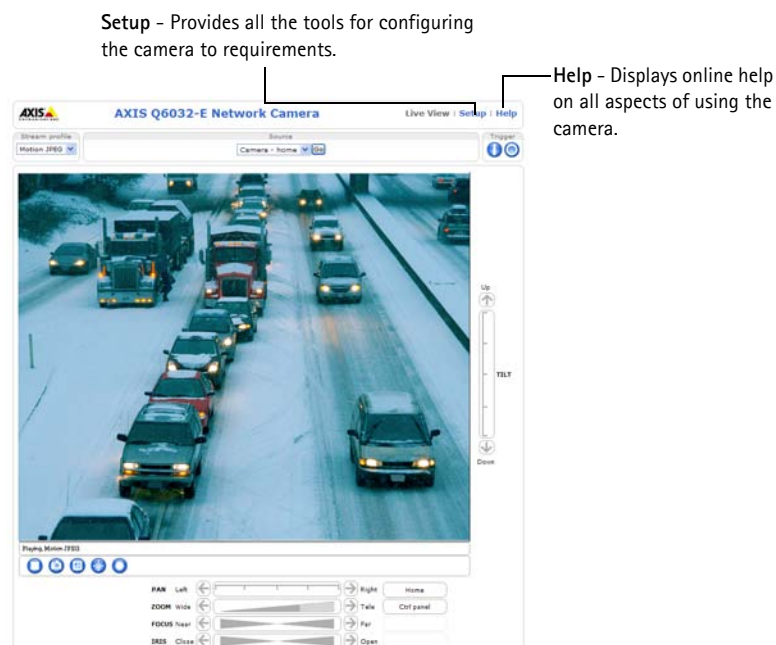 Setup - Provides all the tools for configuring
the camera to requirements.
Help - Displays online help
on all aspects of using the
camera.
AXIS
AXIS Q6032-E Network Camera
Live View | Setup | Help
Stream profile
Source
Trigger
Motion JPEG
Camera - home
Go
Up
TILT
Down
Playing, Motion JPEG
PAN Left Right Home
ZOOM Wide Tele Ctrl panel
FOCUS Near Far
IRIS Close Open